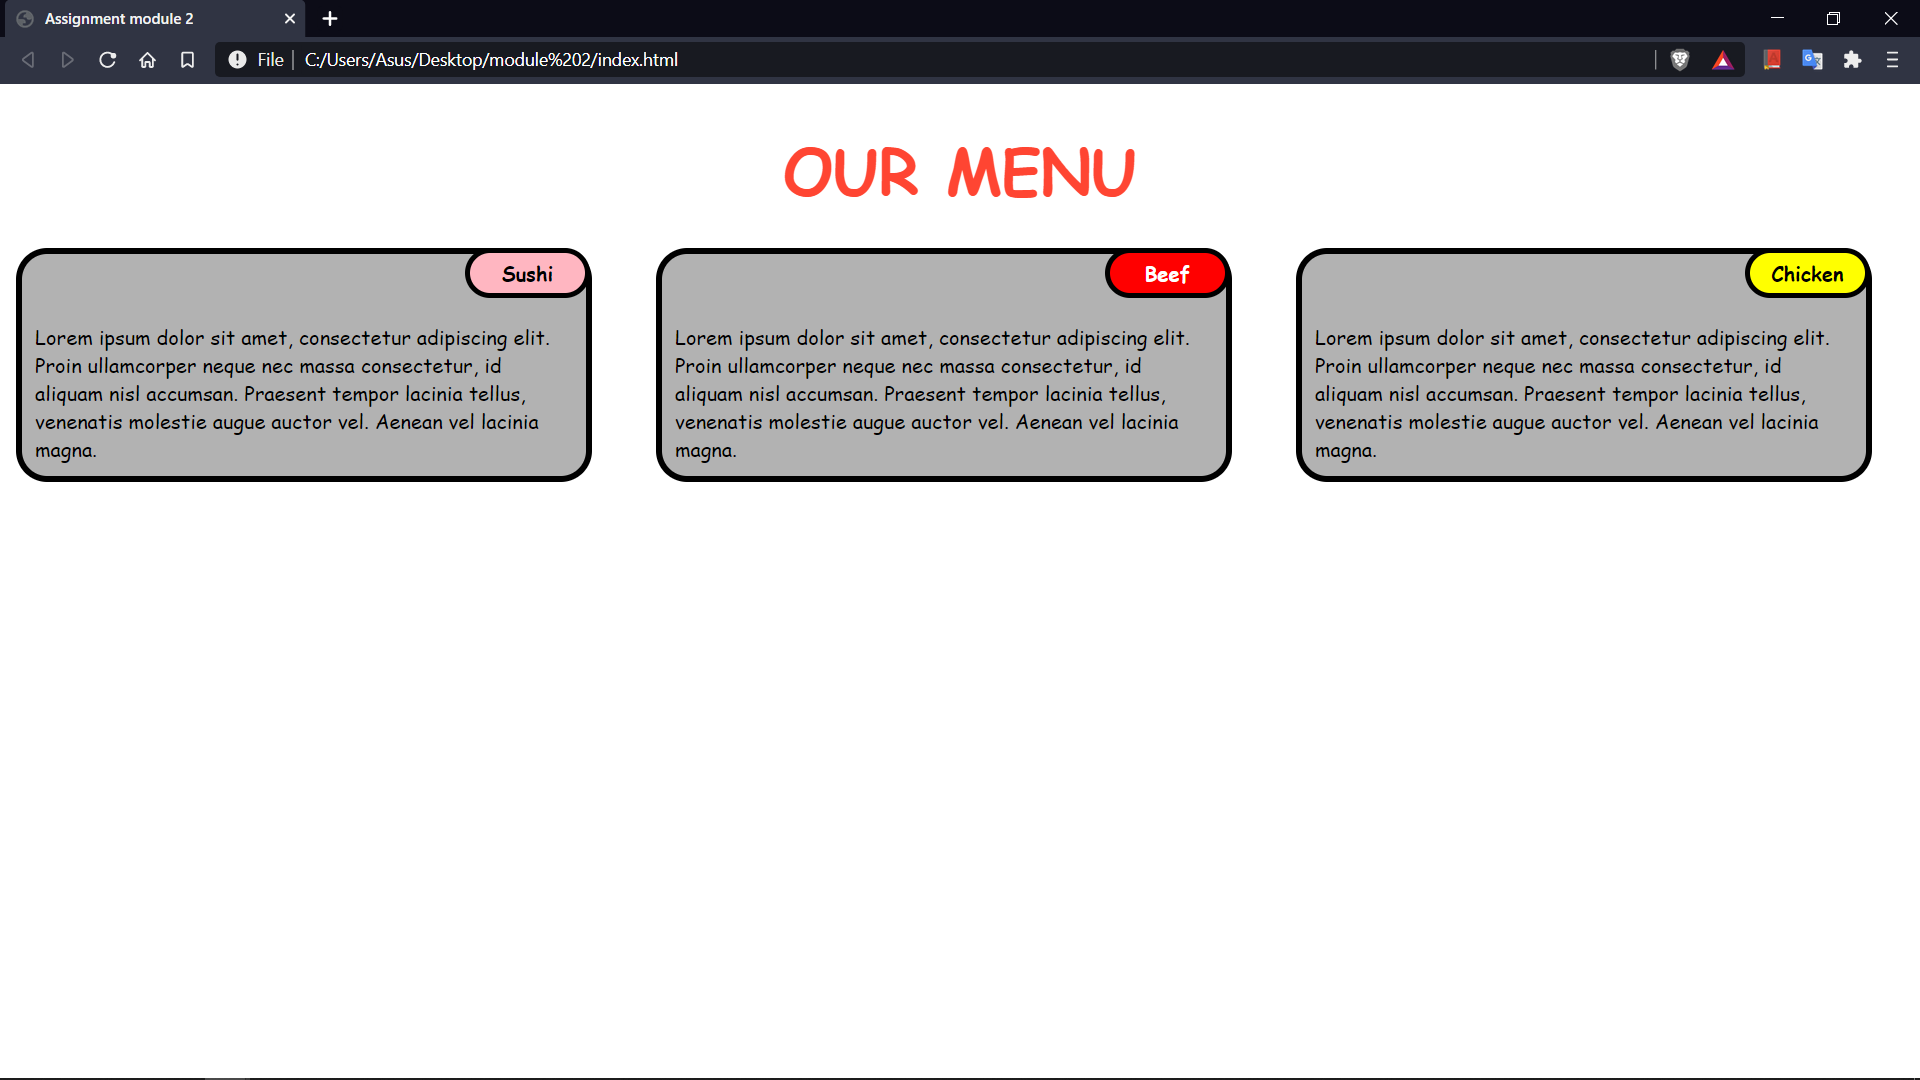 Assignment module 2
File | C:/Users/Asus/Desktop/module%202/index.html
OUR MENU
Sushi
Lorem ipsum dolor sit amet, consectetur adipiscing elit.
Proin ullamcorper neque nec massa consectetur, id
aliquam nisl accumsan. Praesent tempor lacinia tellus,
venenatis molestie augue auctor vel. Aenean vel lacinia
magna.
Beef
Lorem ipsum dolor sit amet, consectetur adipiscing elit.
Proin ullamcorper neque nec massa consectetur, id
aliquam nisl accumsan. Praesent tempor lacinia tellus,
venenatis molestie augue auctor vel. Aenean vel lacinia
magna.
Chicken
Lorem ipsum dolor sit amet, consectetur adipiscing elit.
Proin ullamcorper neque nec massa consectetur, id
aliquam nisl accumsan. Praesent tempor lacinia tellus,
venenatis molestie augue auctor vel. Aenean vel lacinia
magna.